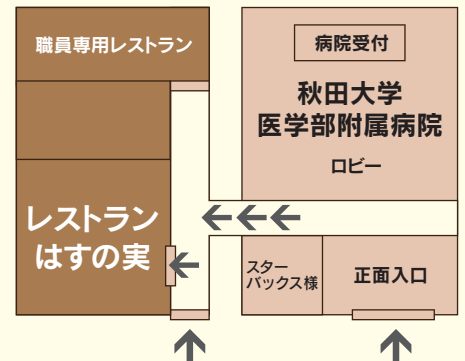 職員専用レストラン
病院受付
秋田大学
医学部附属病院
ロビー
レストラン
はすの実
スター
バックス様
正面入口